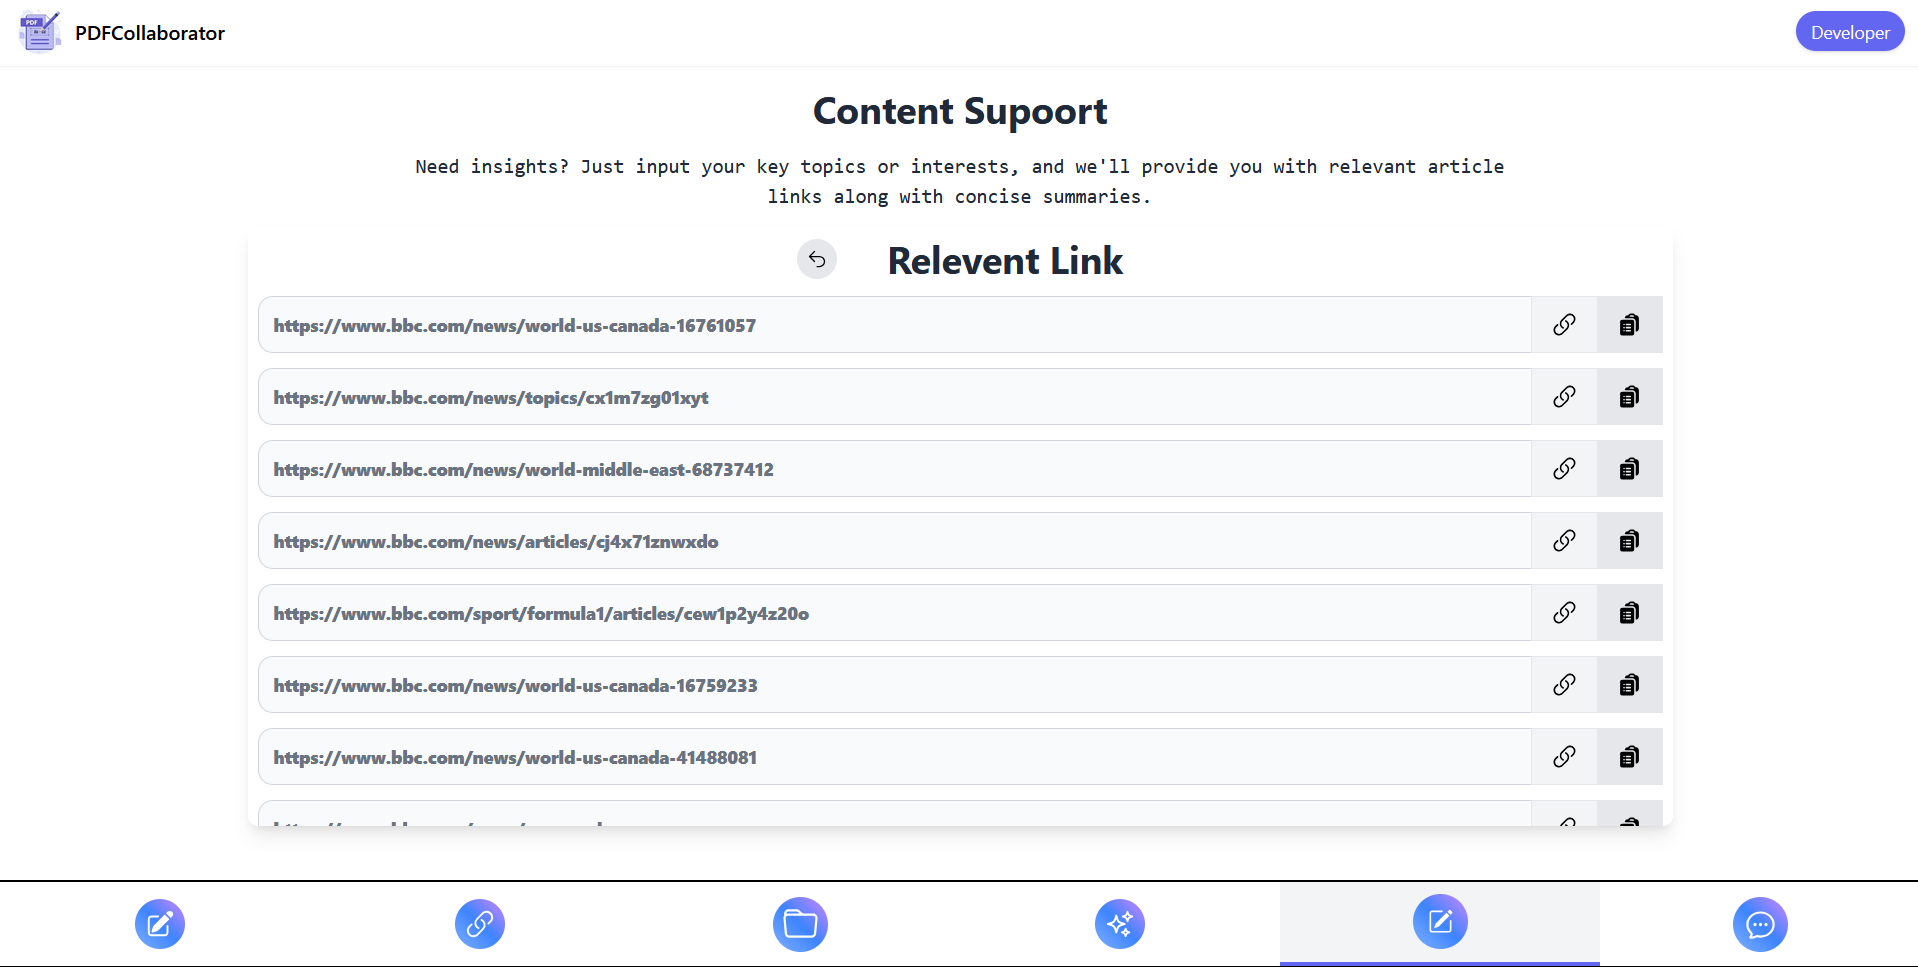 PDF
PDFCollaborator
Developer
Content Supoort
Need insights? Just input your key topics or interests, and we'll provide you with relevant article
links along with concise summaries.
Relevent Link
https://www.bbc.com/news/world-us-canada-16761057
https://www.bbc.com/news/topics/cx1m7zg01xyt
https://www.bbc.com/news/world-middle-east-68737412
https://www.bbc.com/news/articles/cj4x71znwxdo
https://www.bbc.com/sport/formula1/articles/cew1p2y4z20o
https://www.bbc.com/news/world-us-canada-16759233
https://www.bbc.com/news/world-us-canada-41488081